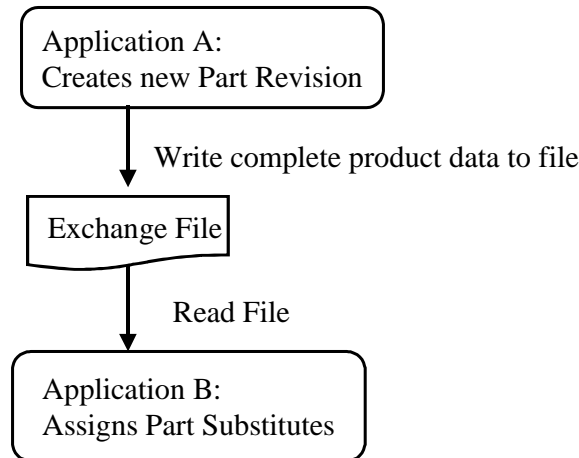 Application A:
Creates new Part Revision
Write complete product data to file
Exchange File
Read File
Application B:
Assigns Part Substitutes